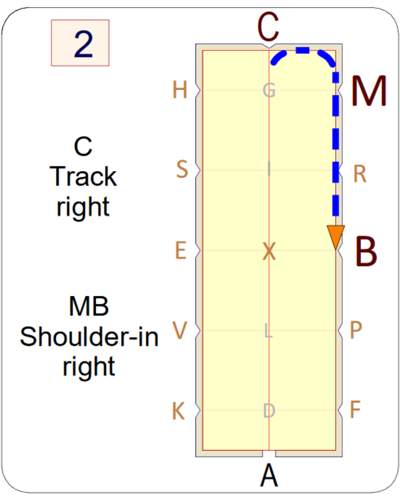 2
C
Track
right
MB
Shoulder-in
right
C
H G M
S I R
E X B
V L P
K D F
A